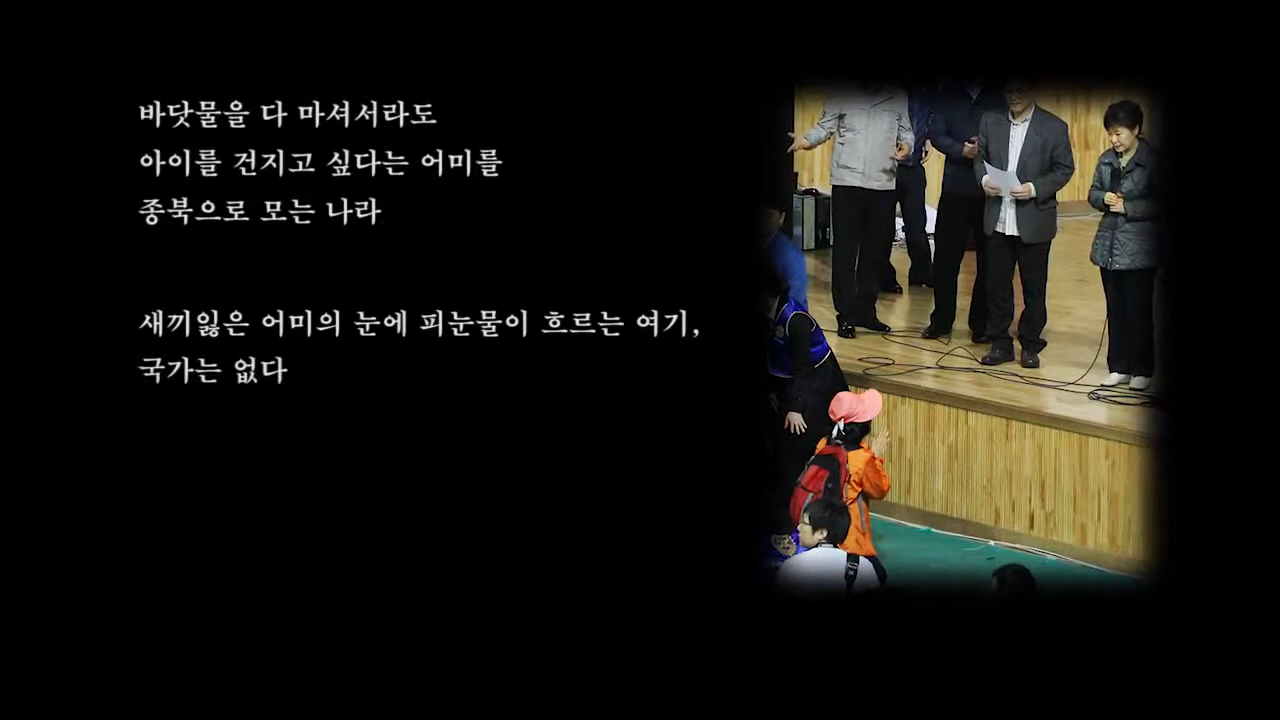 바닷물을 다 마셔서라도
아이를 건지고 싶다는 어미를
종북으로 모는 나라
새끼잃은 어미의 눈에 피눈물이 흐르는 여기,
국가는 없다